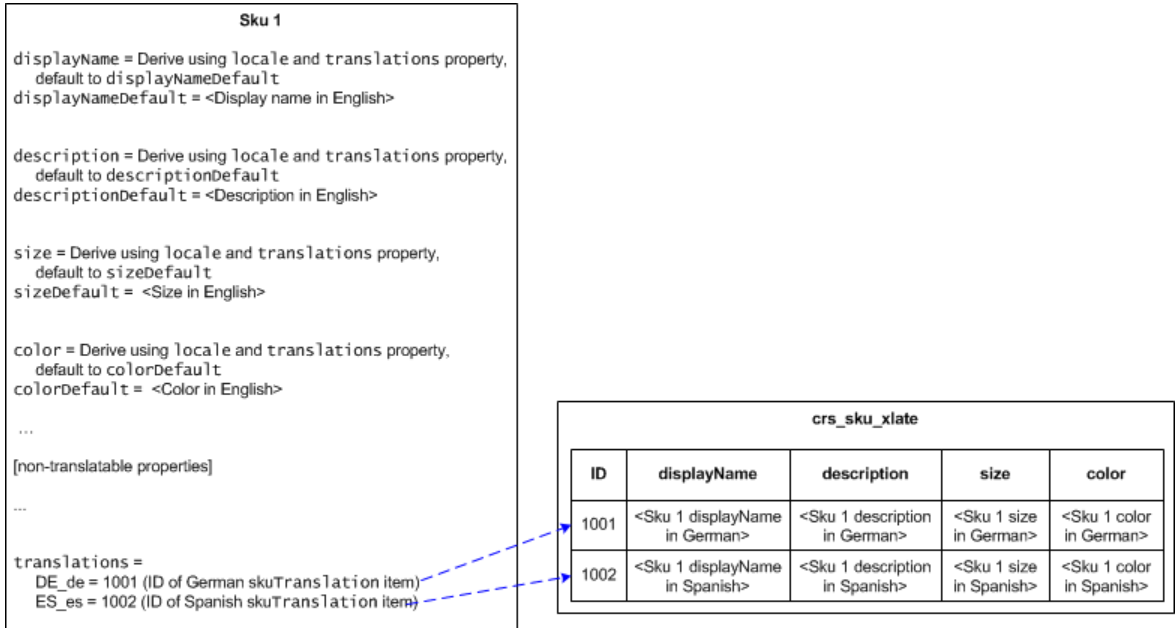 Sku 1
displayName = Derive using locale and translations property,
default to displayNameDefault
displayNameDefault = <Display name in English>
description = Derive using locale and translations property,
default to descriptionDefault
descriptionDefault = <Description in English>
size = Derive using locale and translations property,
default to sizeDefault
sizeDefault = <Size in English>
color = Derive using locale and translations property,
default to colorDefault
colorDefault = <Color in English>
...
[non-translatable properties]
...
translations =
DE_de = 1001 (ID of German skuTranslation item)
ES_es = 1002 (ID of Spanish skuTranslation item)
crs_sku_xlate
ID displayName description size color
1001 <Sku 1 displayName in German> <Sku 1 description in German> <Sku 1 size in German> <Sku 1 color in German>
1002 <Sku 1 displayName in Spanish> <Sku 1 description in Spanish> <Sku 1 size in Spanish> <Sku 1 color in Spanish>